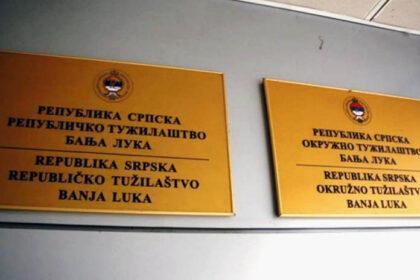 РЕПУБЛИКА СРПСКА
РЕПУБЛИЧКО ТУЖИЛАШТВО
БАЊА ЛУКА
REPUBLIKA SRPSKA
REPUBLIČKO TUŽILAŠTVO
BANJA LUKA
РЕПУБЛИКА СРПСКА
ОКРУЖНО ТУЖИЛАШТВО
БАЊА ЛУКА
REPUBLIKA SRPSKA
OKRUŽNO TUŽILAŠTVO
BANJA LUKA